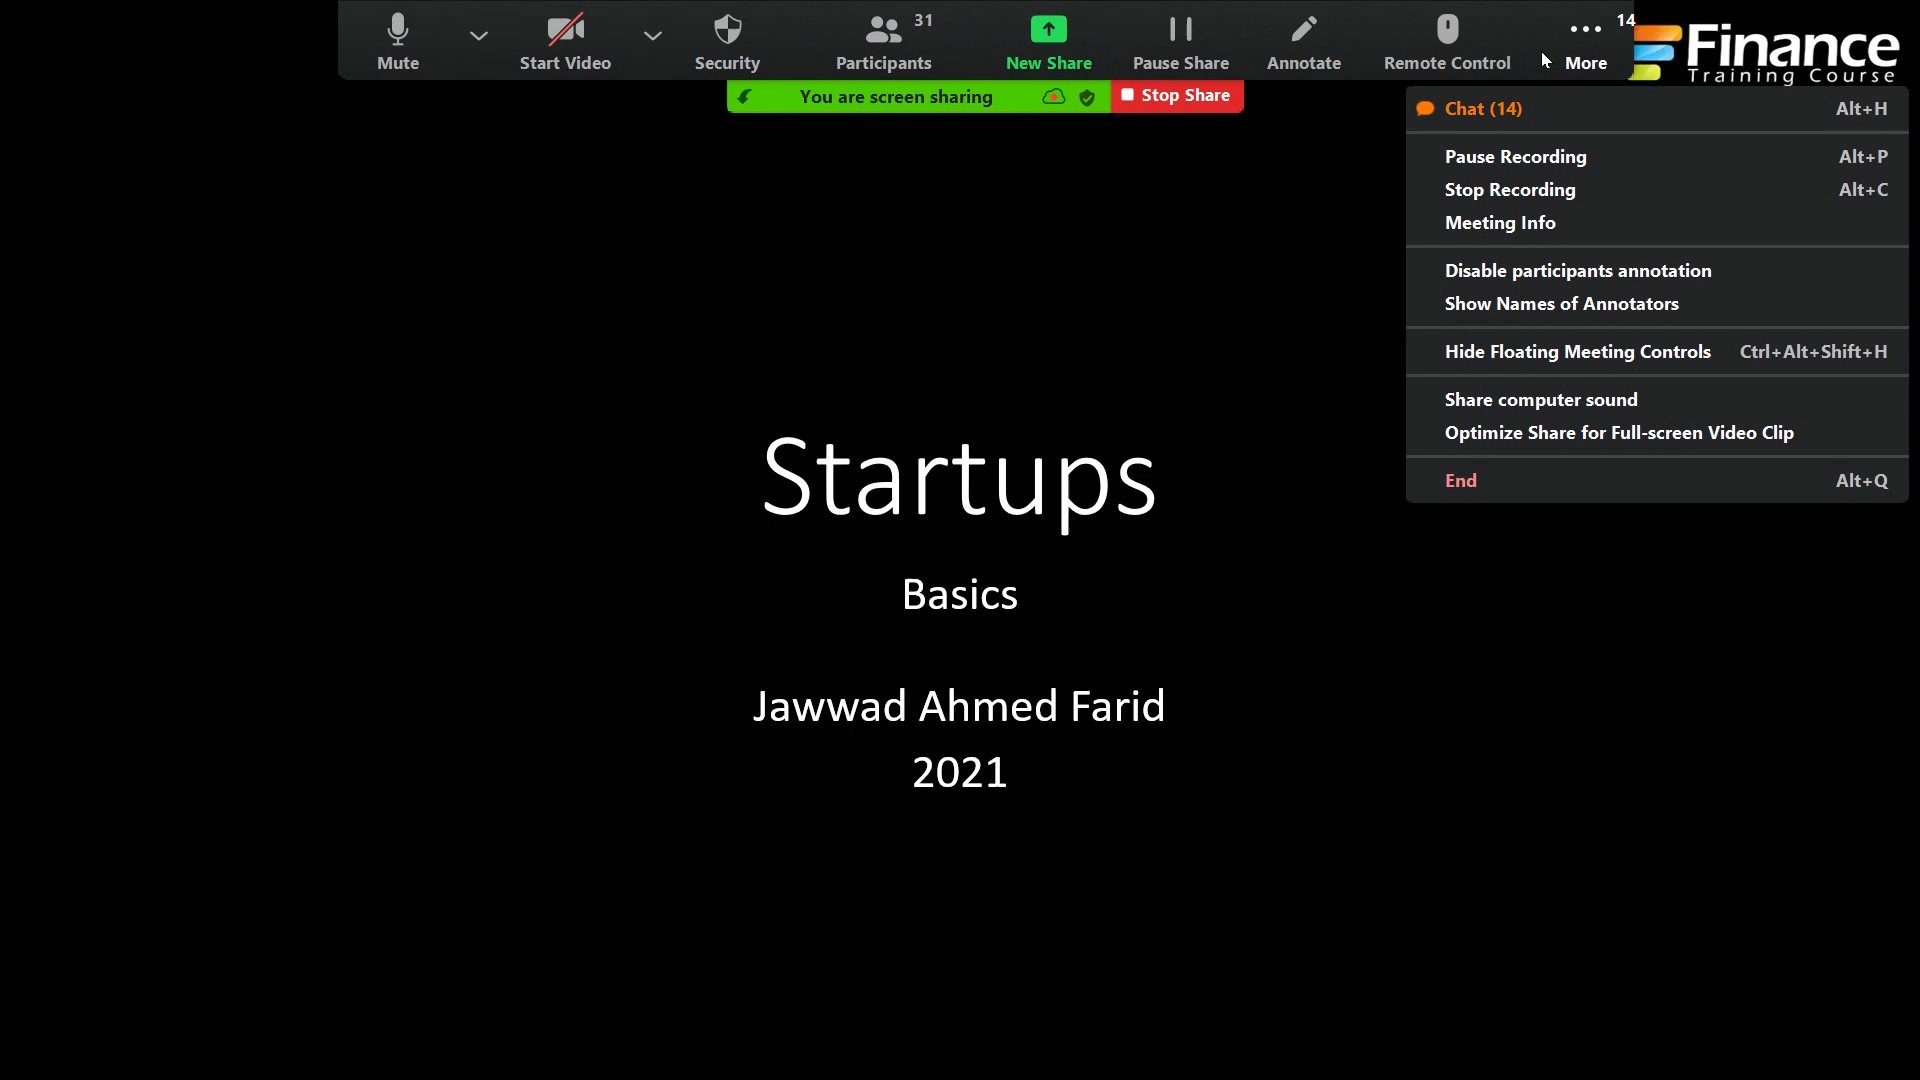 31
14
Mute
Start Video
Security
Participants
New Share
Pause Share
Annotate
Remote Control
More
Finance
Training Course
You are screen sharing
Stop Share
Chat (14) Alt+H
Pause Recording Alt+P
Stop Recording Alt+C
Meeting Info
Disable participants annotation
Show Names of Annotators
Hide Floating Meeting Controls Ctrl+Alt+Shift+H
Share computer sound
Optimize Share for Full-screen Video Clip
End Alt+Q
Startups
Basics
Jawwad Ahmed Farid
2021